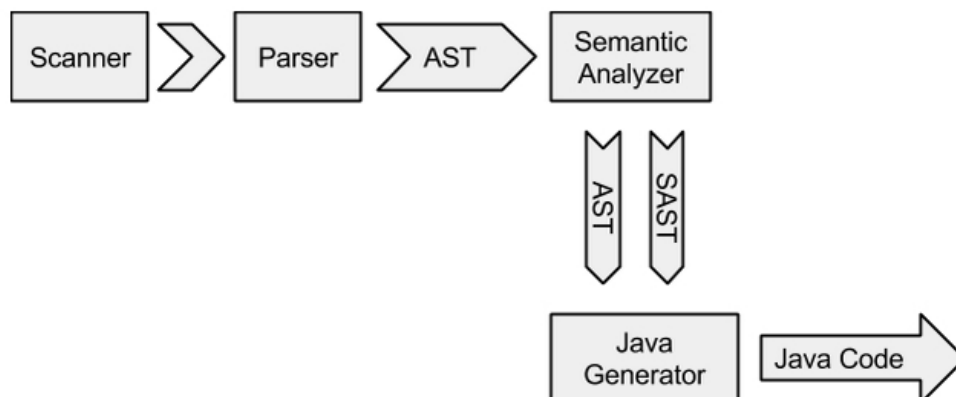 Scanner
Parser
AST
Semantic
Analyzer
AST
SAST
Java
Generator
Java Code